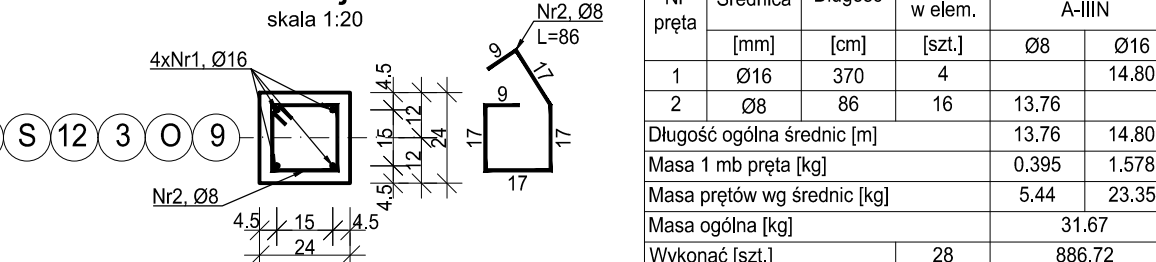 skala 1:20
4xNr1, Ø16
S 12 3 O 9
Nr2, Ø8
4.5 15 4.5
24
4.5
15
4.5
12
12
24
Nr2, Ø8
L=86
9
17
9
17
17
17
Nr
pręta
Średnica
Długość
w elem.
A-IIIN
[mm] [cm] [szt.] Ø8 Ø16
1 Ø16 370 4 14.80
2 Ø8 86 16 13.76
Długość ogólna średnic [m] 13.76 14.80
Masa 1 mb pręta [kg] 0.395 1.578
Masa prętów wg średnic [kg] 5.44 23.35
Masa ogólna [kg] 31.67
Wykonać [szt.] 28 886.72